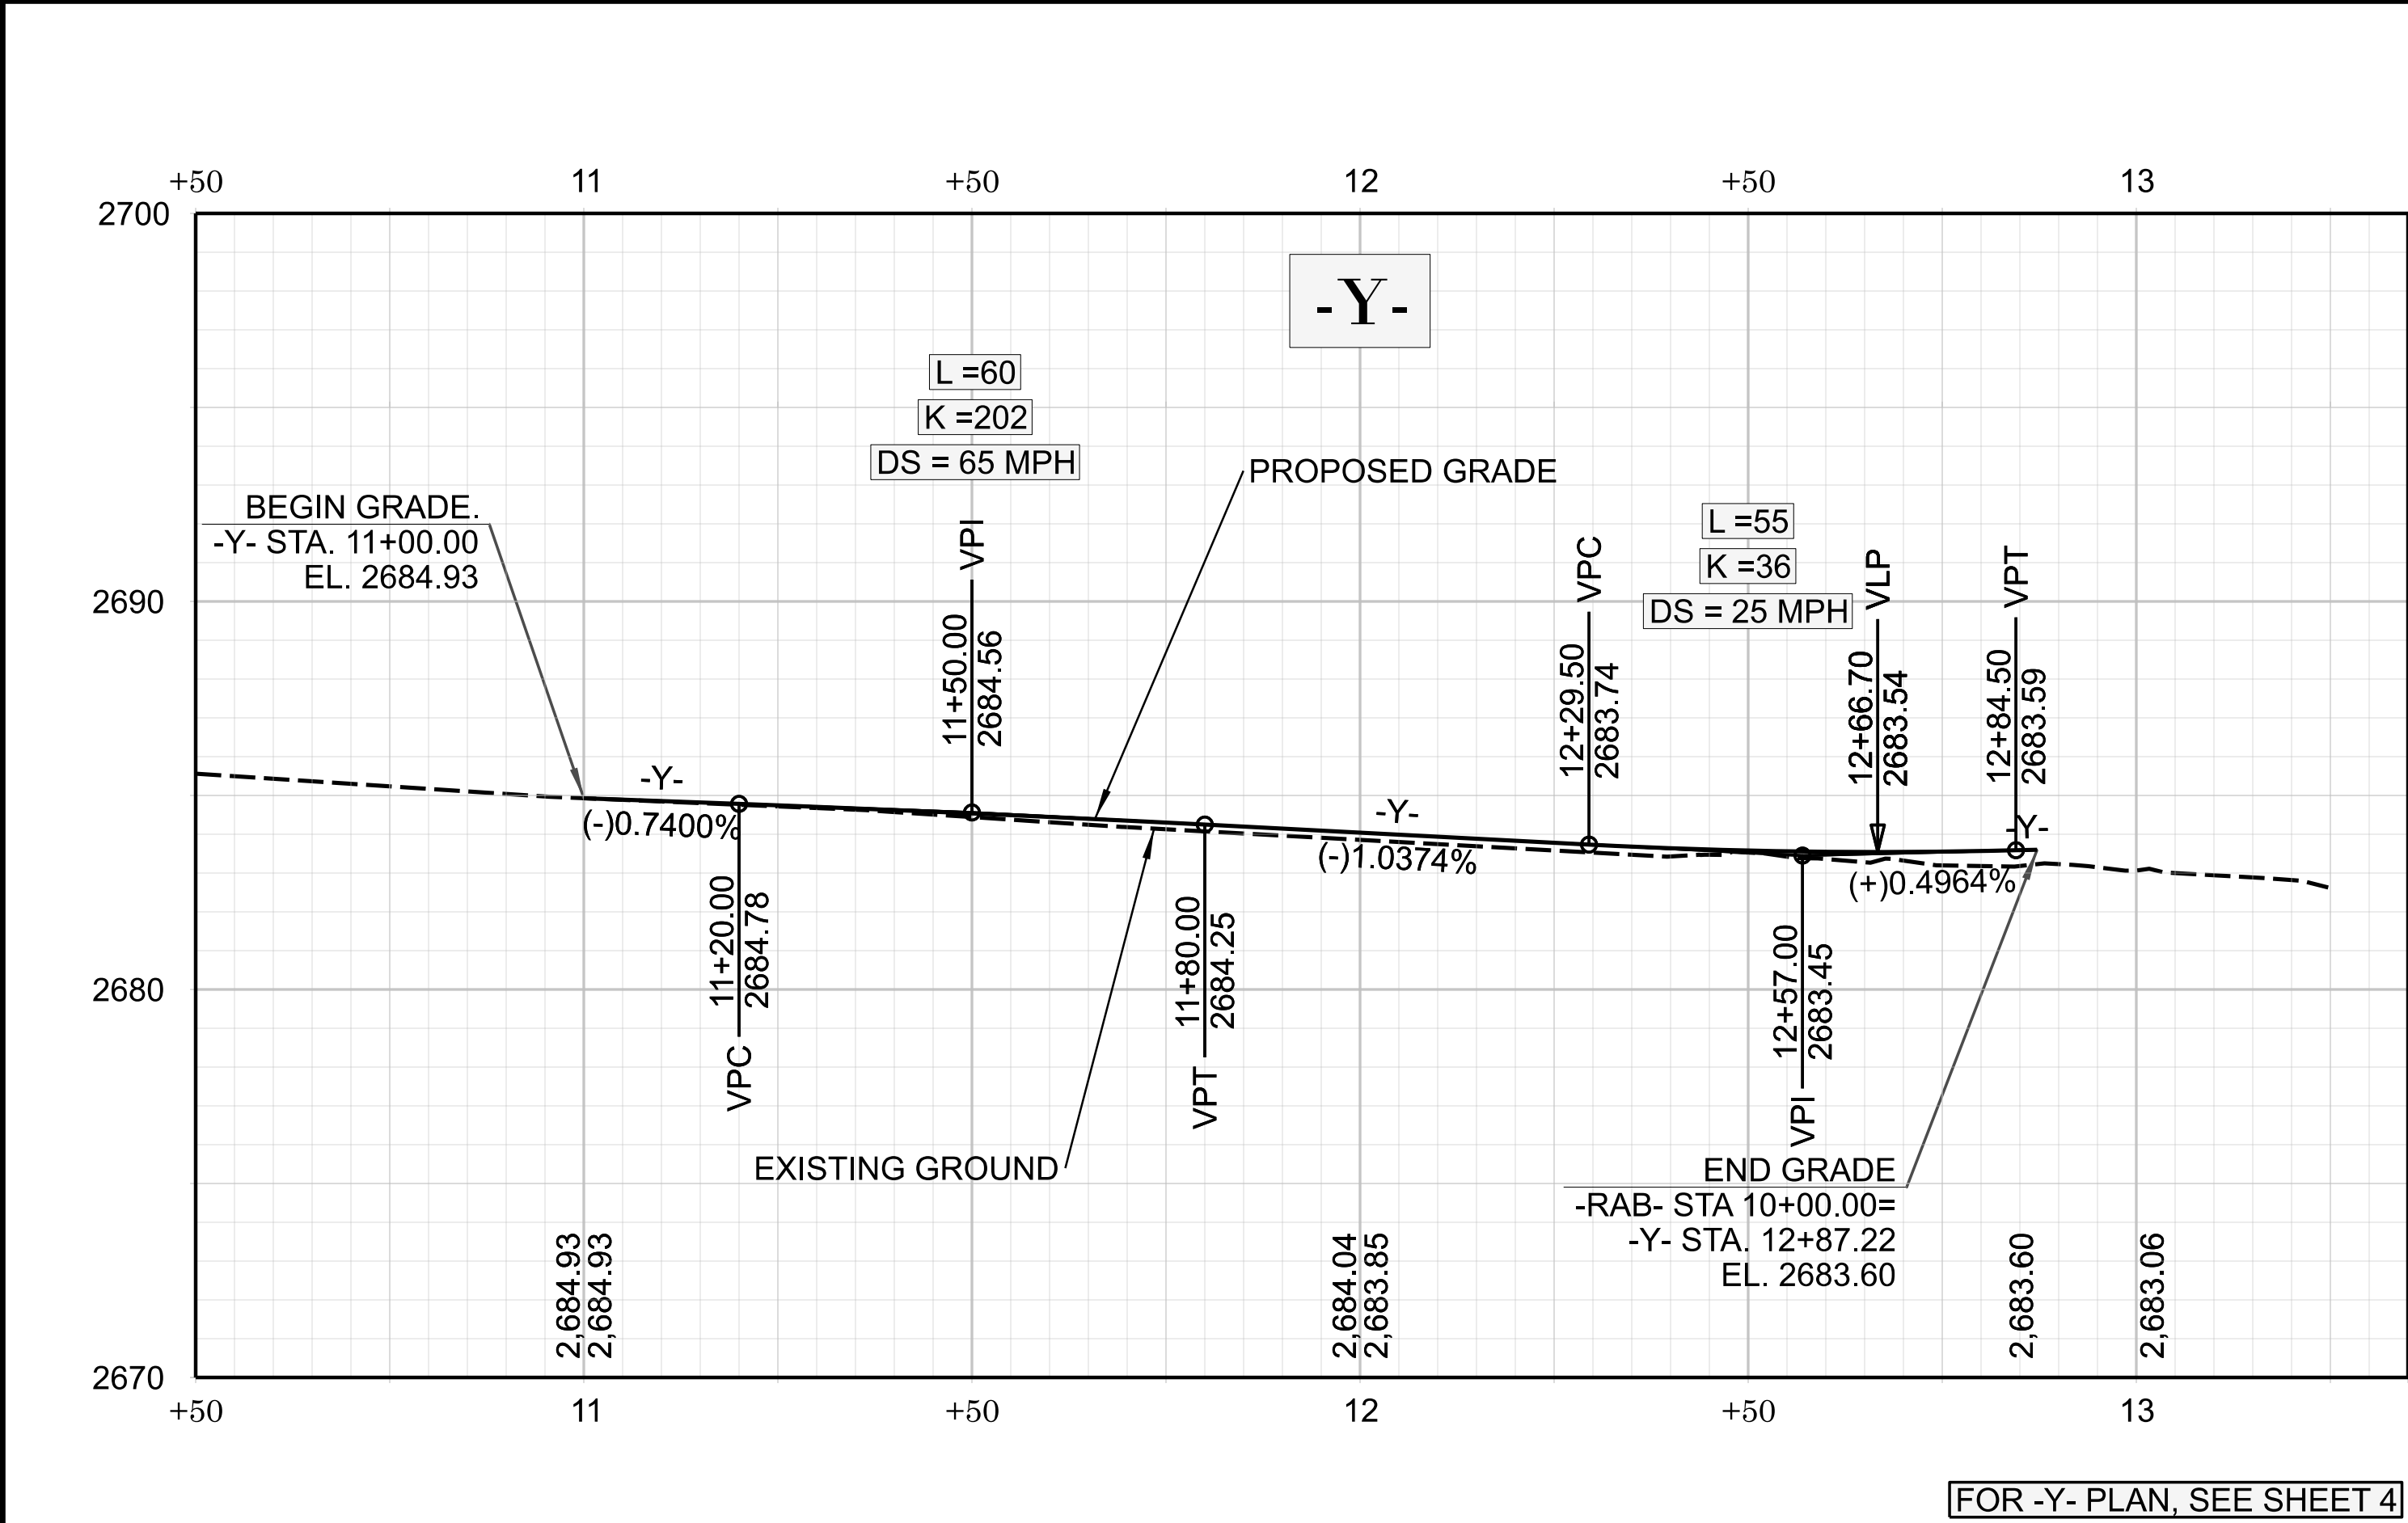 +50 11 +50 12 +50 13
2700
-Y-
L =60
K =202
DS = 65 MPH
PROPOSED GRADE
BEGIN GRADE.
-Y- STA. 11+00.00
EL. 2684.93
VPI
11+50.00
2684.56
VPC
12+29.50
2683.74
L =55
K =36
DS = 25 MPH
VLP
12+66.70
2683.54
VPT
12+84.50
2683.59
2690
-Y-
(-)0.7400%
-Y-
(-)1.0374%
-Y-
(+)0.4964%
11+20.00
2684.78
VPC
11+80.00
2684.25
VPT
12+57.00
2683.45
VPI
2680
EXISTING GROUND
END GRADE
-RAB- STA 10+00.00=
-Y- STA. 12+87.22
EL. 2683.60
2,684.93
2,684.93
2,684.04
2,683.85
2,683.60
2,683.06
2670
+50 11 +50 12 +50 13
FOR -Y- PLAN, SEE SHEET 4